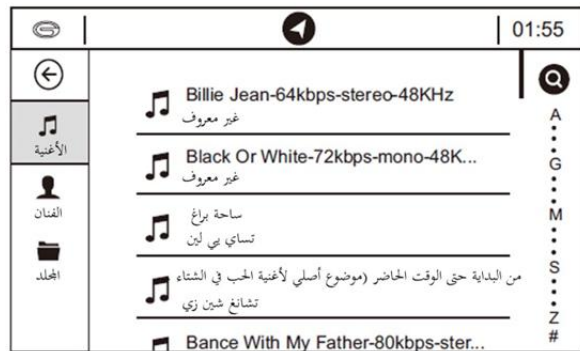 01:55
الأغنية
الفنان
المجلد
Billie Jean-64kbps-stereo-48KHz
غير معروف
Black Or White-72kbps-mono-48K...
غير معروف
ساحة براغ
تساي يي لين
من البداية حتى الوقت الحاضر (موضوع أصلي لأغنية الحب في الشتاء
تشانغ شين زي
Bance With My Father-80kbps-ster...
A
G
M
S
Z
#